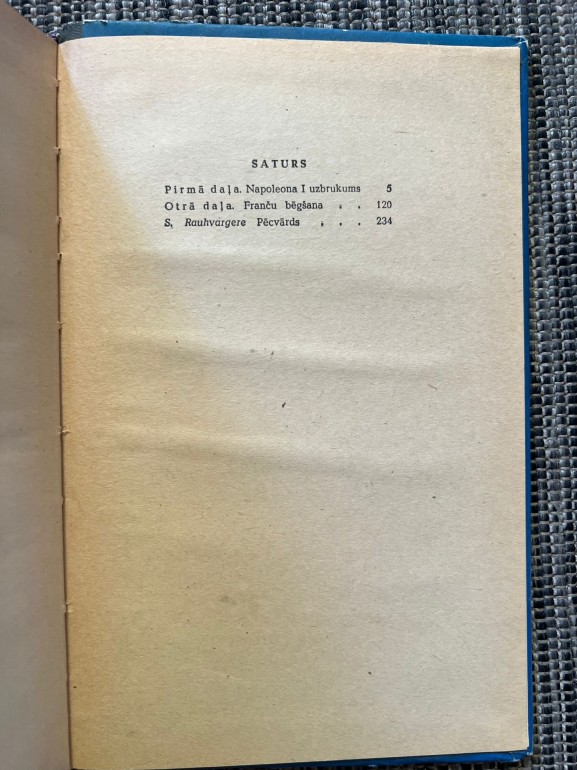 SATURS
Pirmā daļa. Napoleona I uzbrukums 5
Otrā daļa. Franču bēgšana . . 120
S. Rauhvargere Pēcvārds . . . 234